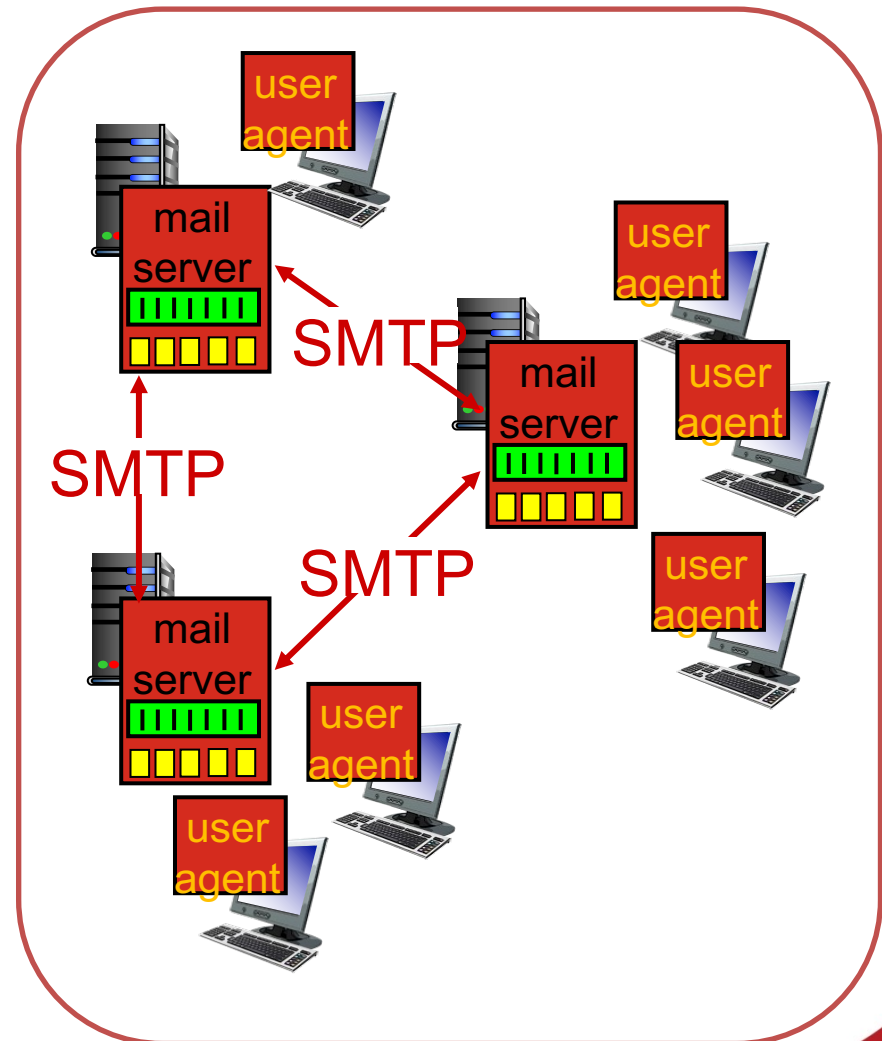 user
agent
mail
server
user
agent
SMTP
mail
server
user
agent
SMTP
SMTP
user
agent
mail
server
user
agent
user
agent